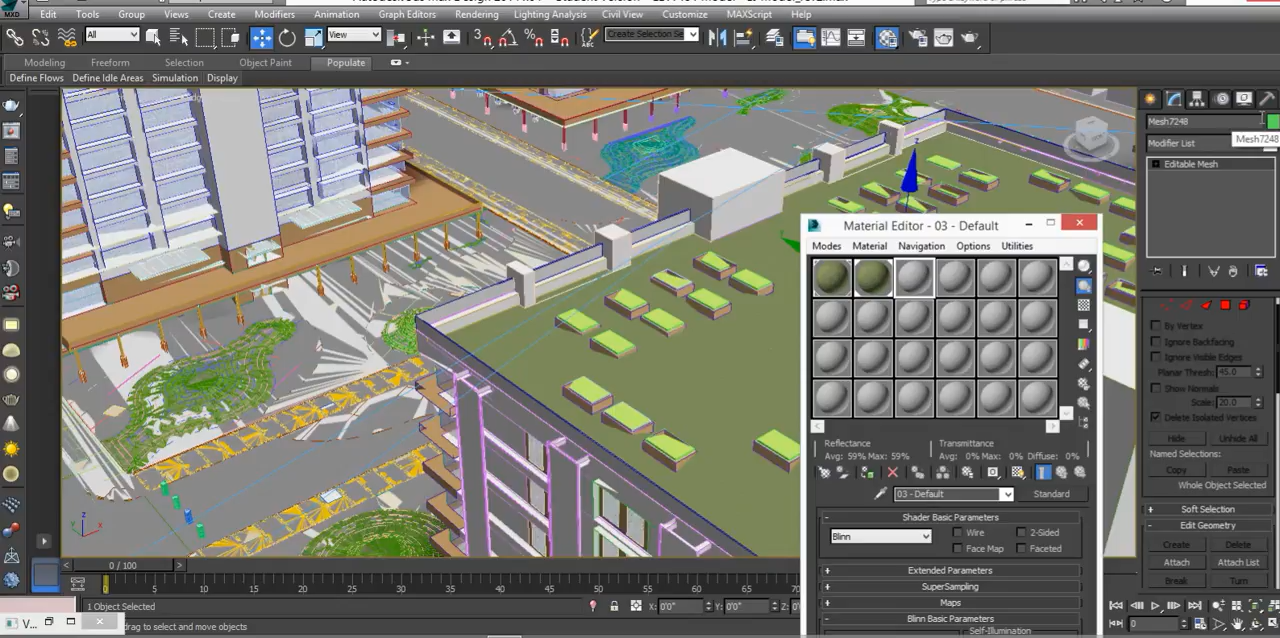 MXD
Edit Tools Group Views Create Modifiers Animation Graph Editors Rendering Lighting Analysis Civil View Customize MAXScript Help
All View Create Selection Se
Modeling Freeform Selection Object Paint Populate
Define Flows Define Idle Areas Simulation Display
Mesh7248
Mesh7248
Modifier List
Editable Mesh
Material Editor - 03 - Default
Modes Material Navigation Options Utilities
By Vertex
Ignore Backfacing
Ignore Visible Edges
Planar Thresh: 45.0
Show Normals
Scale: 20.0
Delete Isolated Vertices
Hide Unhide All
Named Selections:
Copy Paste
Whole Object Selected
+ Soft Selection
- Edit Geometry
Create Delete
Attach Attach List
Break Turn
Reflectance Transmittance
Avg: 59% Max: 59% Avg: 0% Max: 0% Diffuse: 0%
03 - Default Standard
- Shader Basic Parameters
Blinn Wire 2-Sided
Face Map Faceted
+ Extended Parameters
+ SuperSampling
+ Maps
- Blinn Basic Parameters
Self-Illumination
< 0 / 100 >
0 5 10 15 20 25 30 35 40 45 50 55 60 65 70
1 Object Selected X: 0'0" Y: 0'0" Z:
drag to select and move objects
V...
0